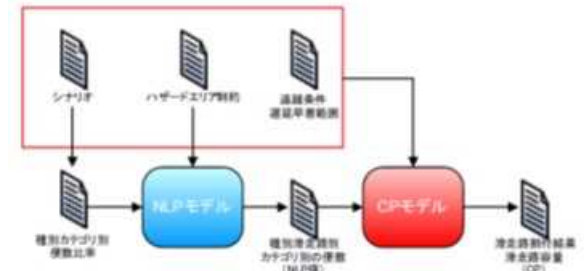 シナリオ
ハザードエリア制約
追越条件
遅延早着範囲
NLPモデル
CPモデル
種別カテゴリ別
便数比率
種別滑走路別
カテゴリ別の便数
(NLP値)
滑走路割付結果
滑走路容量
(CP)